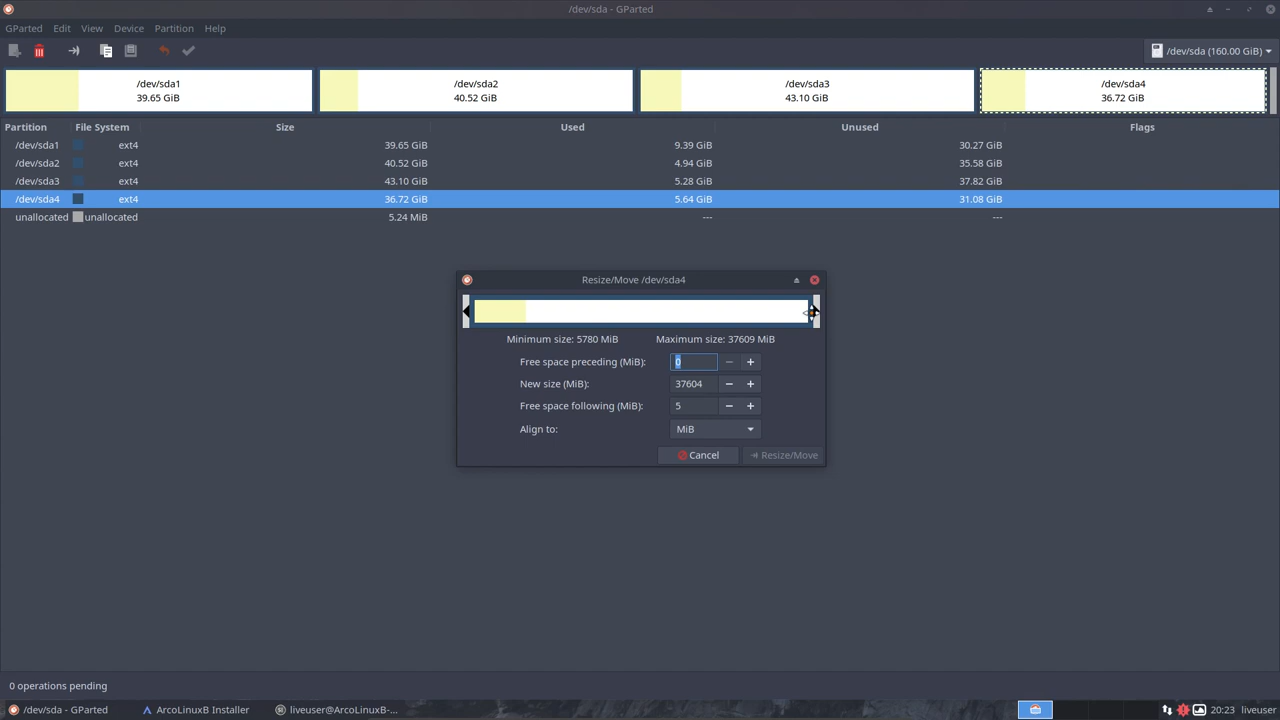 /dev/sda - GParted
GParted Edit View Device Partition Help
/dev/sda (160.00 GiB)
/dev/sda1 /dev/sda2 /dev/sda3 /dev/sda4
39.65 GiB 40.52 GiB 43.10 GiB 36.72 GiB
Partition File System Size Used Unused Flags
/dev/sda1 ext4 39.65 GiB 9.39 GiB 30.27 GiB
/dev/sda2 ext4 40.52 GiB 4.94 GiB 35.58 GiB
/dev/sda3 ext4 43.10 GiB 5.28 GiB 37.82 GiB
/dev/sda4 ext4 36.72 GiB 5.64 GiB 31.08 GiB
unallocated unallocated 5.24 MiB --- ---
Resize/Move /dev/sda4
Minimum size: 5780 MiB Maximum size: 37609 MiB
Free space preceding (MiB): 0
New size (MiB): 37604
Free space following (MiB): 5
Align to: MiB
Cancel Resize/Move
0 operations pending
/dev/sda - GParted ArcoLinuxB Installer liveuser@ArcoLinuxB-... 20:23 liveuser